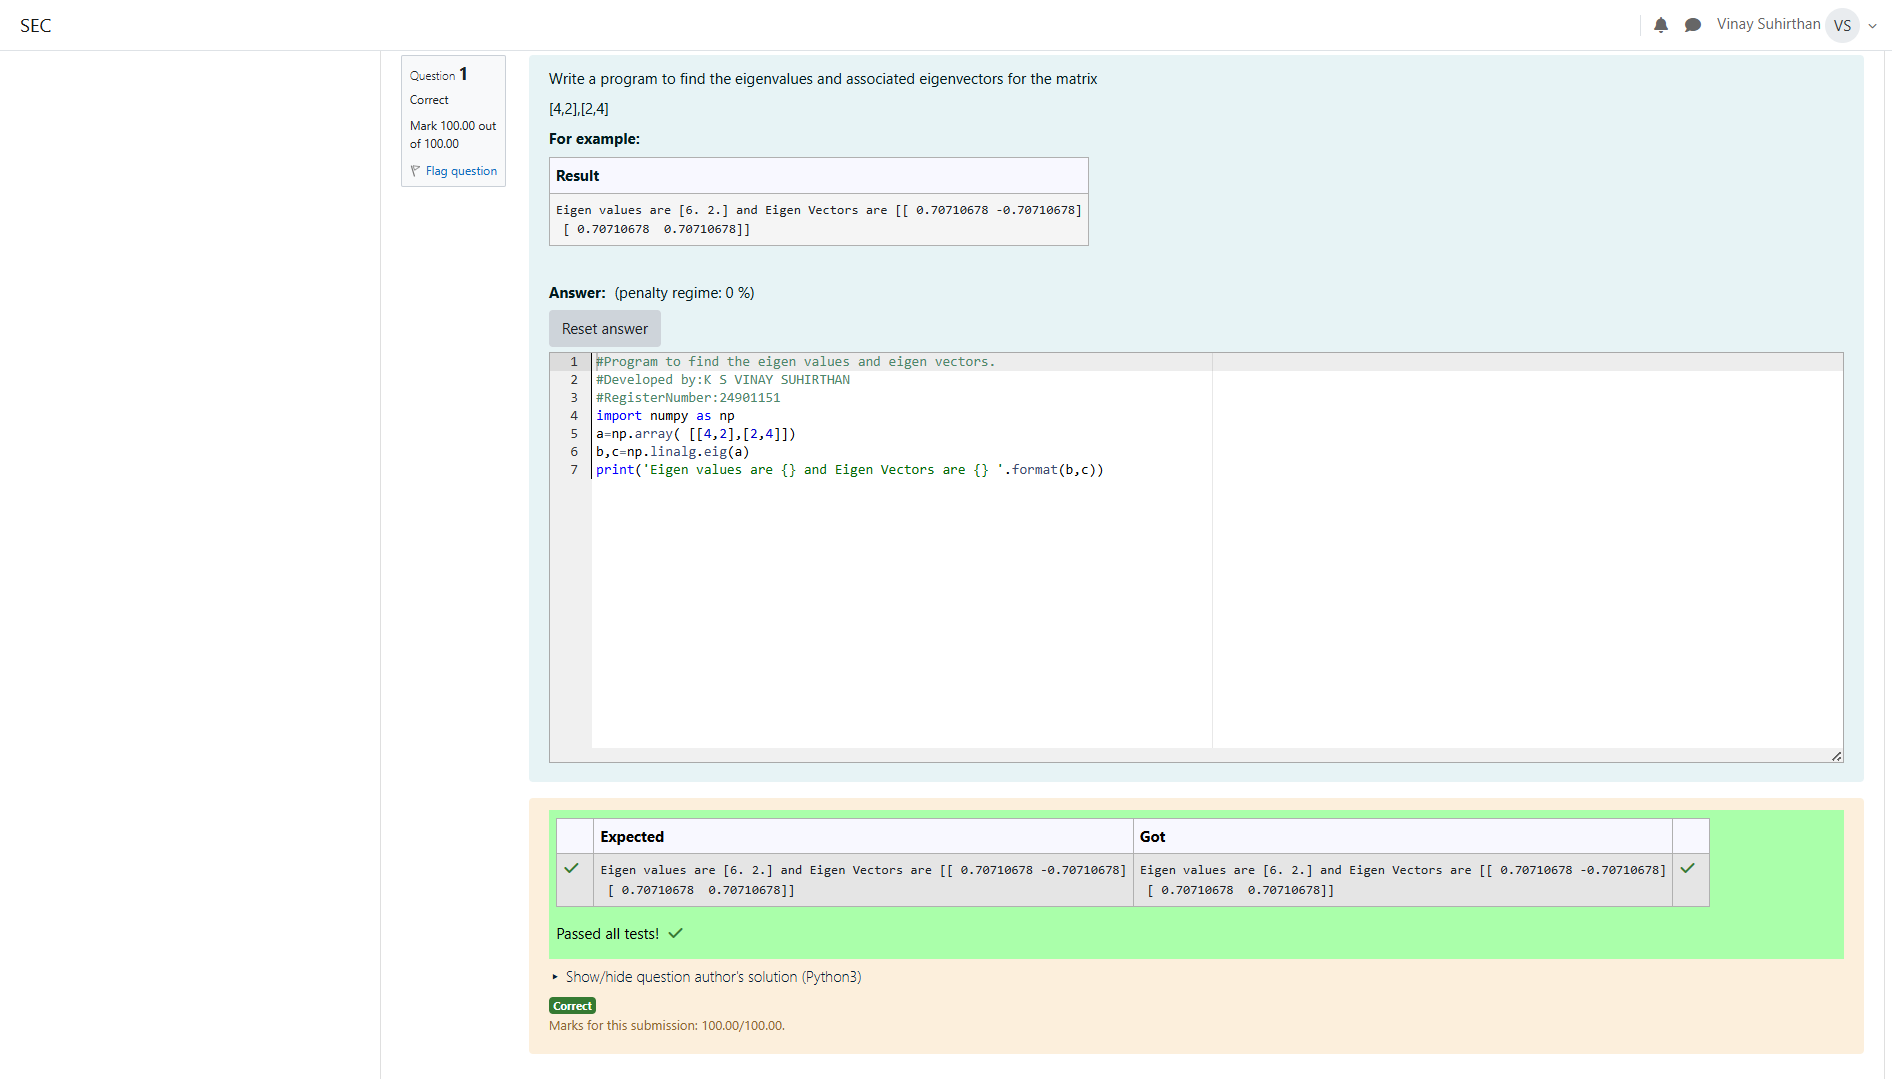 SEC
Vinay Suhirthan VS
Question 1
Correct
Mark 100.00 out
of 100.00
Flag question
Write a program to find the eigenvalues and associated eigenvectors for the matrix
[4,2],[2,4]
For example:
Result
Eigen values are [6. 2.] and Eigen Vectors are [[ 0.70710678 -0.70710678]
[ 0.70710678  0.70710678]]
Answer: (penalty regime: 0 %)
Reset answer
1 #Program to find the eigen values and eigen vectors.
2 #Developed by:K S VINAY SUHIRTHAN
3 #RegisterNumber:24901151
4 import numpy as np
5 a=np.array( [[4,2],[2,4]])
6 b,c=np.linalg.eig(a)
7 print('Eigen values are {} and Eigen Vectors are {} '.format(b,c))
Expected Got
Eigen values are [6. 2.] and Eigen Vectors are [[ 0.70710678 -0.70710678] Eigen values are [6. 2.] and Eigen Vectors are [[ 0.70710678 -0.70710678]
[ 0.70710678  0.70710678]] [ 0.70710678  0.70710678]]
Passed all tests!
Show/hide question author's solution (Python3)
Correct
Marks for this submission: 100.00/100.00.